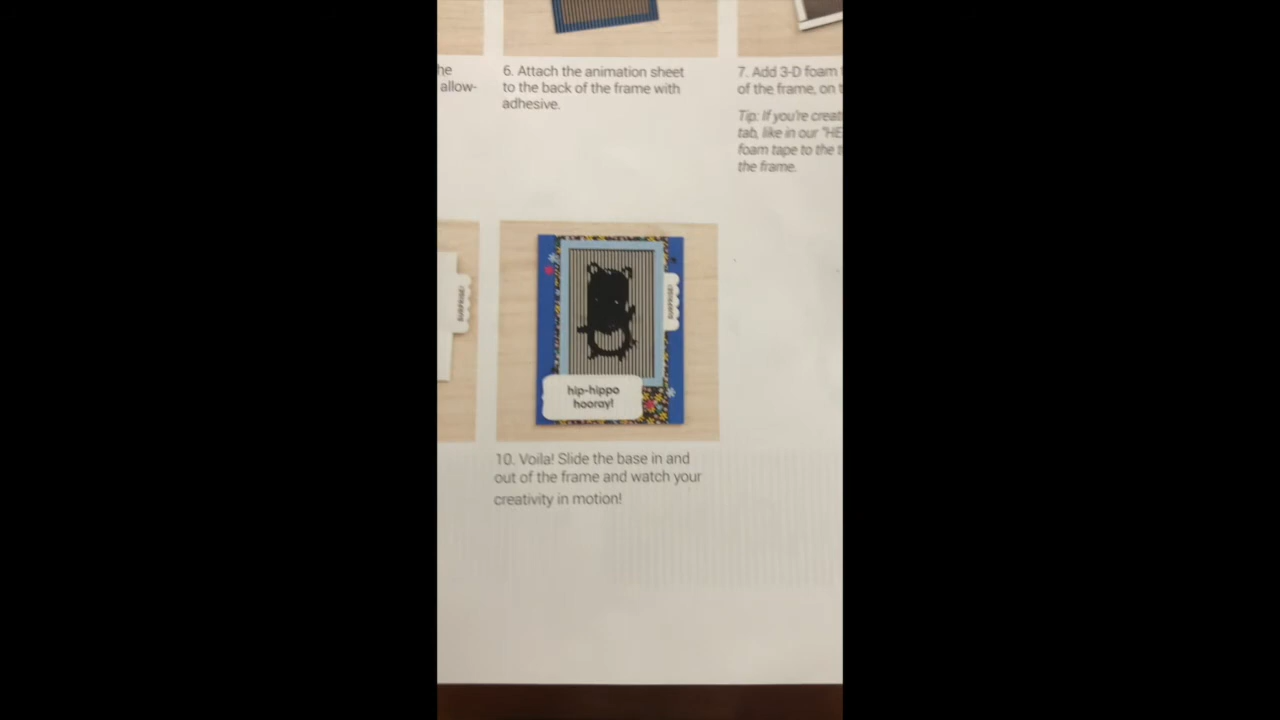 he
allow-
6. Attach the animation sheet
to the back of the frame with
adhesive.
7. Add 3-D foam
of the frame, on
Tip: If you're creat
tab, like in our "HE
foam tape to the
the frame.
SURPRISE!
hip-hippo
hooray!
SURPRISE!
10. Voila! Slide the base in and
out of the frame and watch your
creativity in motion!